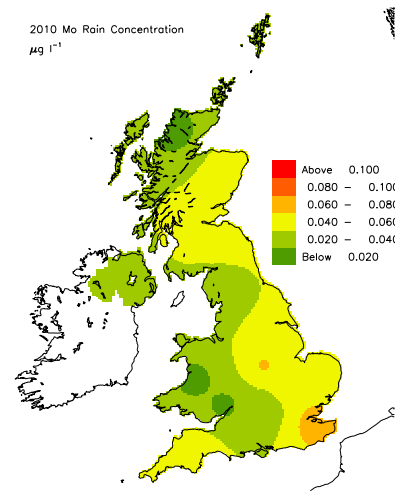 2010 Mo Rain Concentration
µg l⁻¹
Above 0.100
0.080 – 0.100
0.060 – 0.080
0.040 – 0.060
0.020 – 0.040
Below 0.020